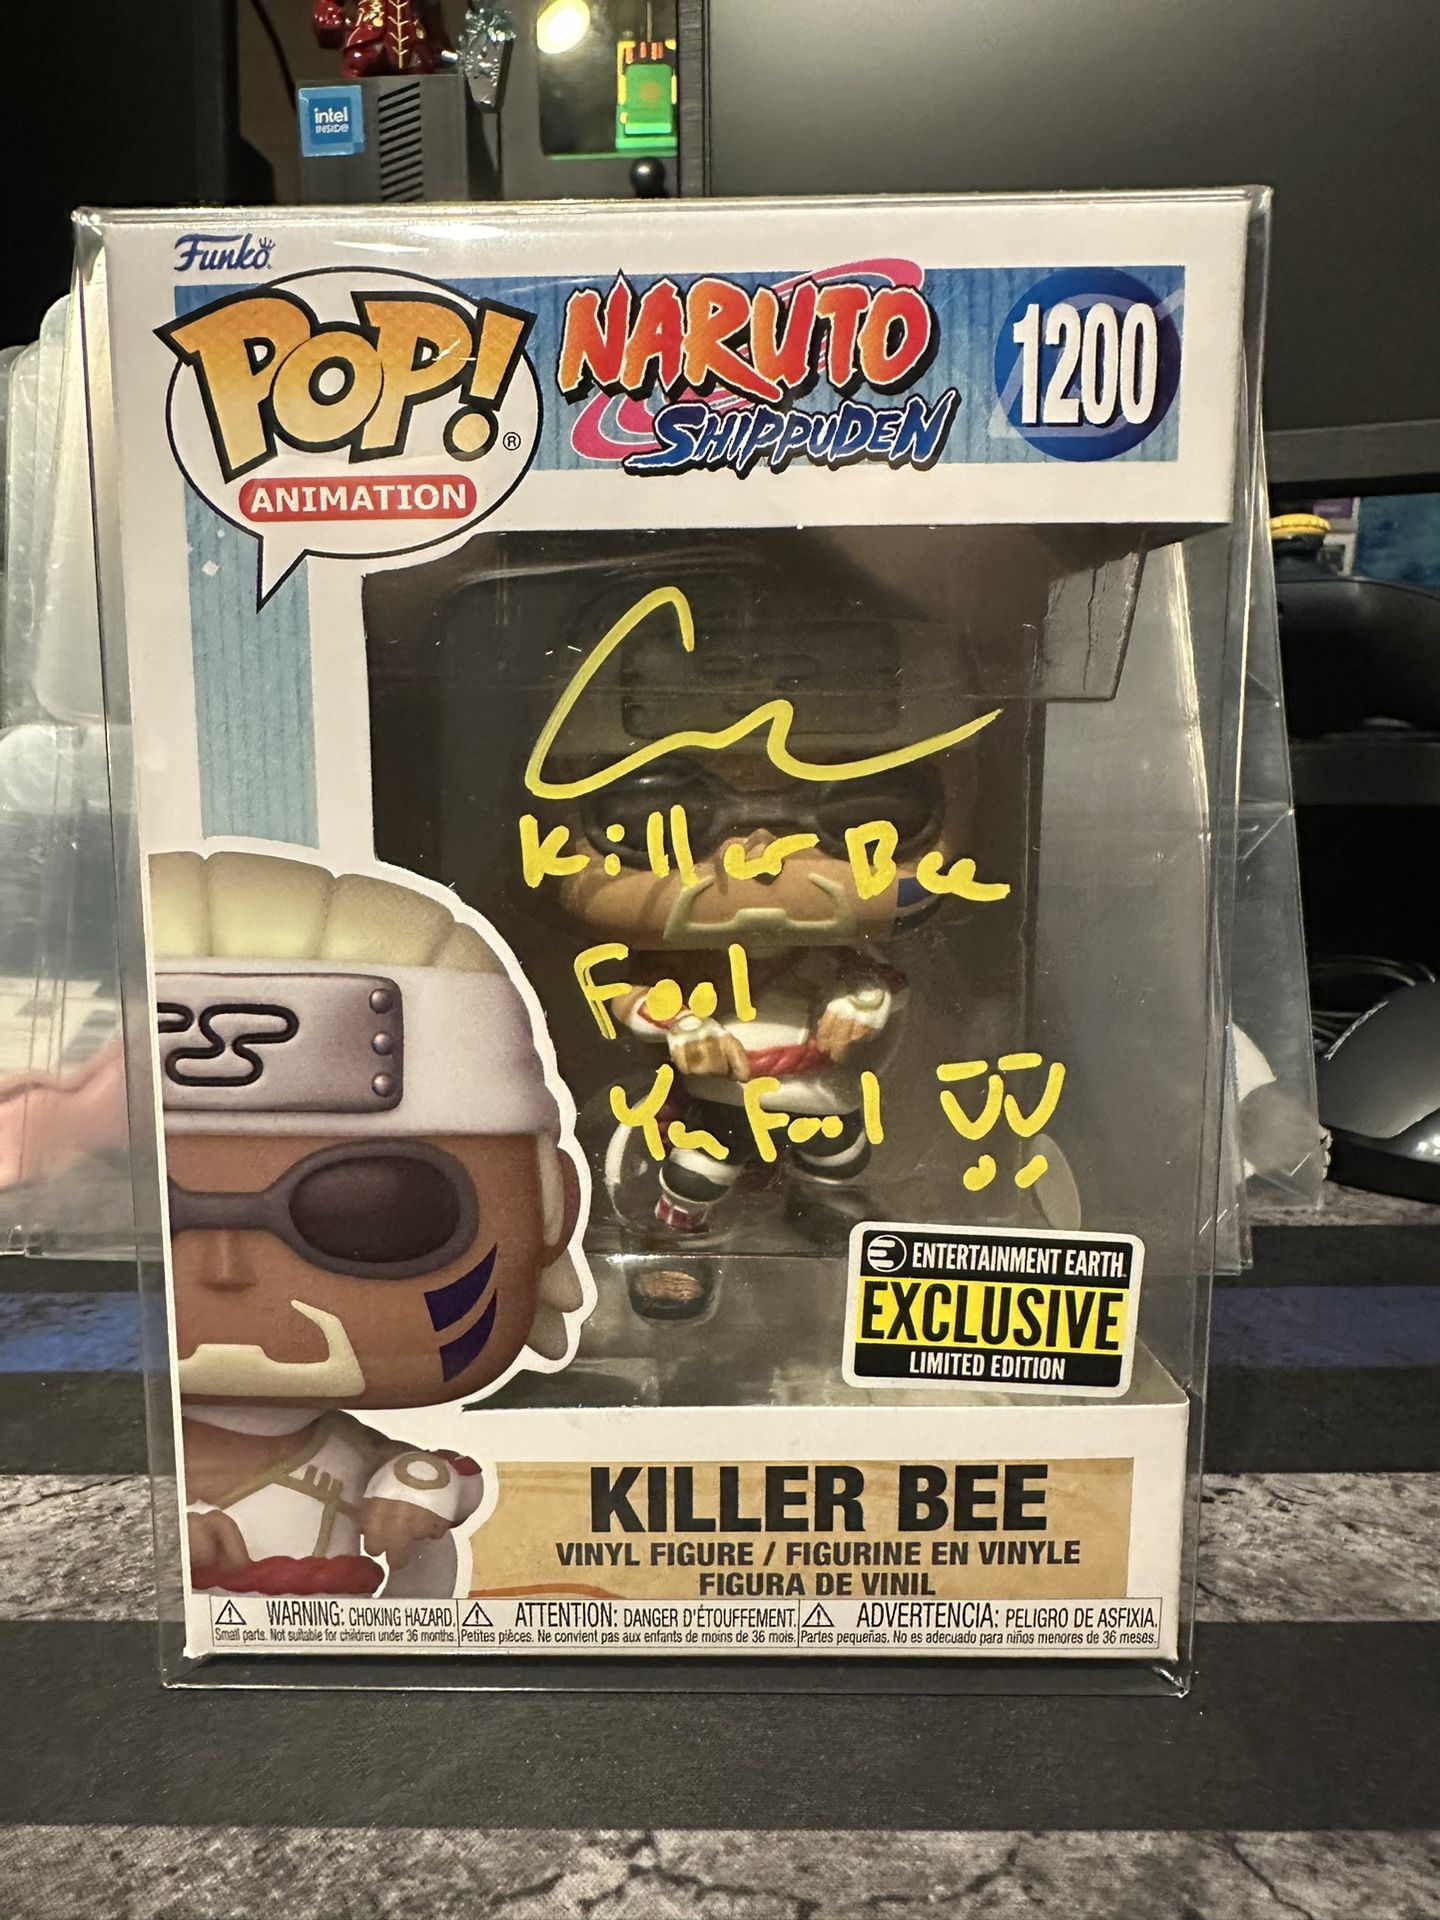 intel
INSIDE
Funko
POP!®
ANIMATION
NARUTO
SHIPPUDEN
1200
Killer Bee
Fool
Ya Fool
ENTERTAINMENT EARTH
EXCLUSIVE
LIMITED EDITION
KILLER BEE
VINYL FIGURE / FIGURINE EN VINYLE
FIGURA DE VINIL
WARNING: CHOKING HAZARD.
Small parts. Not suitable for children under 36 months.
ATTENTION: DANGER D'ÉTOUFFEMENT.
Petites pièces. Ne convient pas aux enfants de moins de 36 mois.
ADVERTENCIA: PELIGRO DE ASFIXIA.
Partes pequeñas. No es adecuado para niños menores de 36 meses.